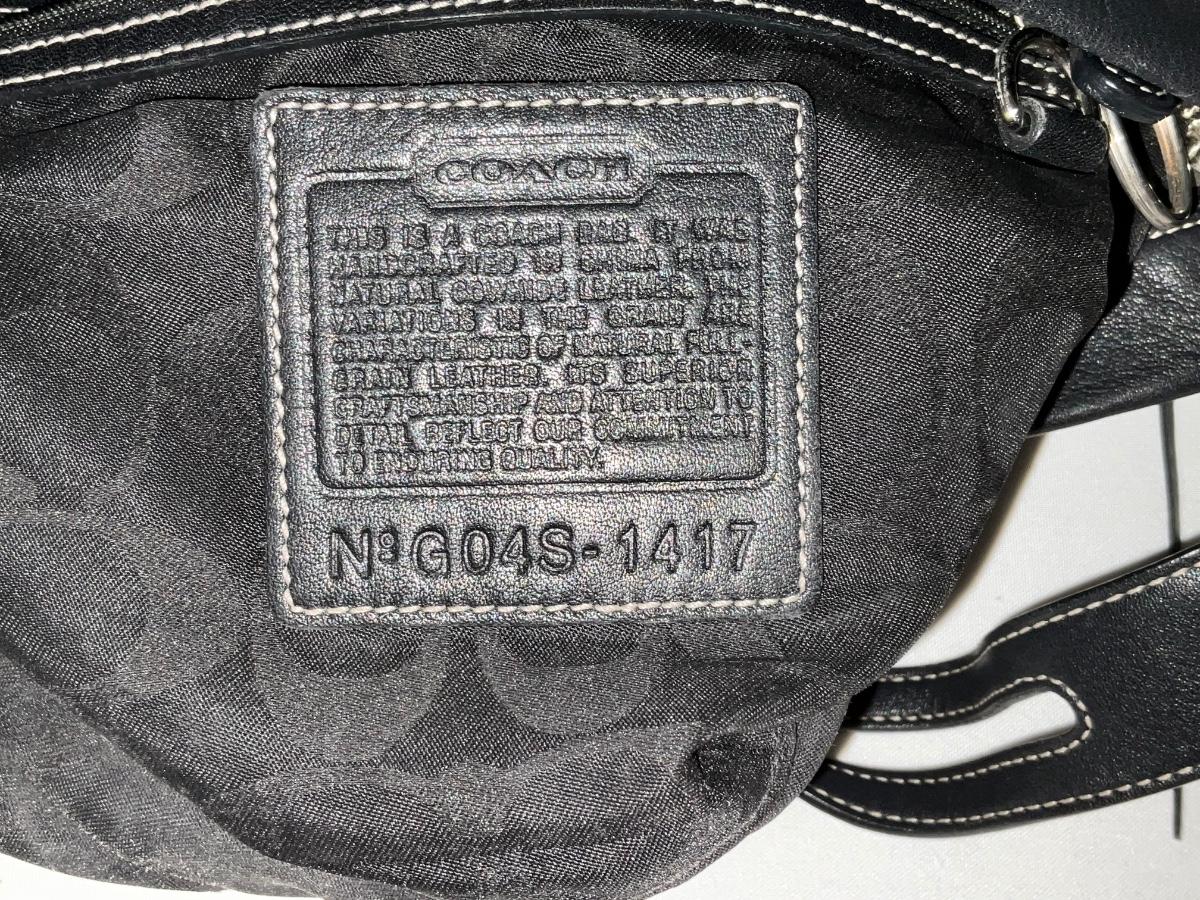 COACH
THIS IS A COACH BAG. IT WAS
HANDCRAFTED IN CHINA FROM
NATURAL COWHIDE LEATHER. THE
VARIATIONS IN THE GRAIN ARE
CHARACTERISTIC OF NATURAL FULL-
GRAIN LEATHER. ITS SUPERIOR
CRAFTSMANSHIP AND ATTENTION TO
DETAIL REFLECT OUR COMMITMENT
TO ENDURING QUALITY.
Nº G04S-1417